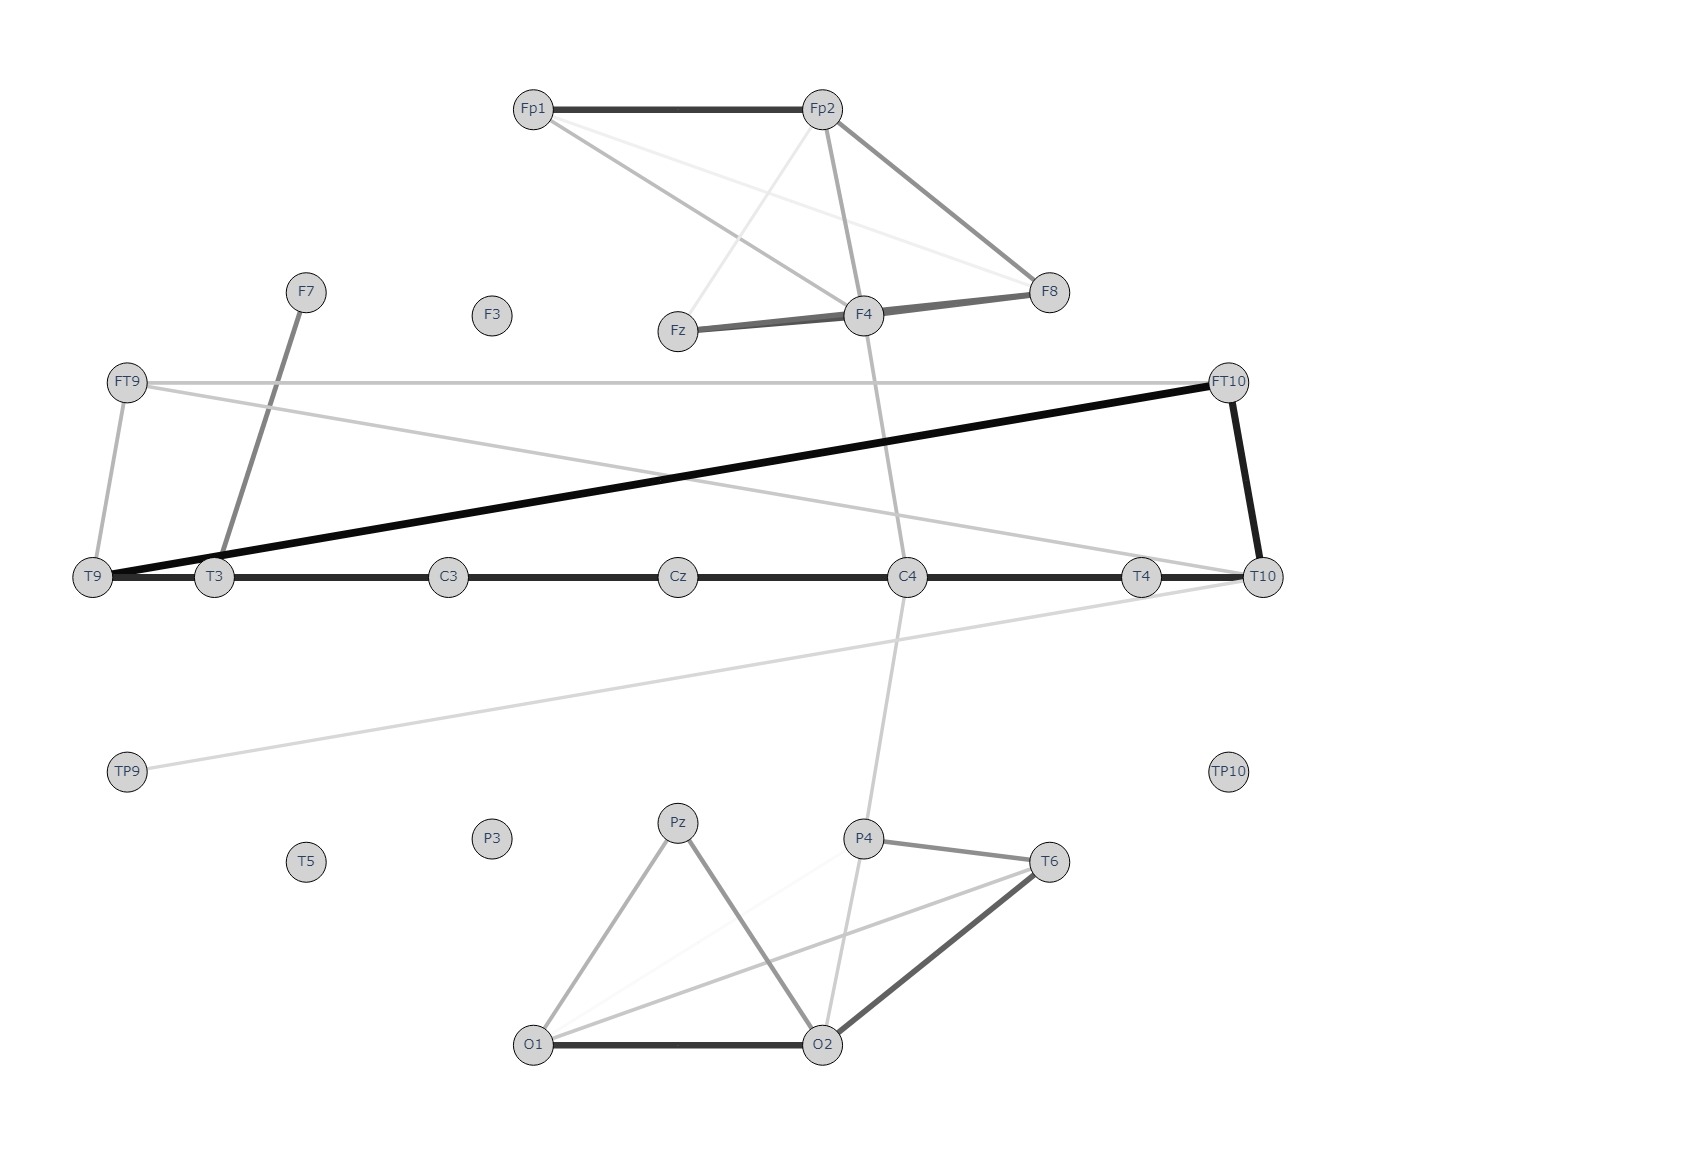 Fp1 Fp2
F7 F8
F3 Fz F4
FT9 FT10
T9 T3 C3 Cz C4 T4 T10
TP9 TP10
Pz
P3 P4
T5 T6
O1 O2